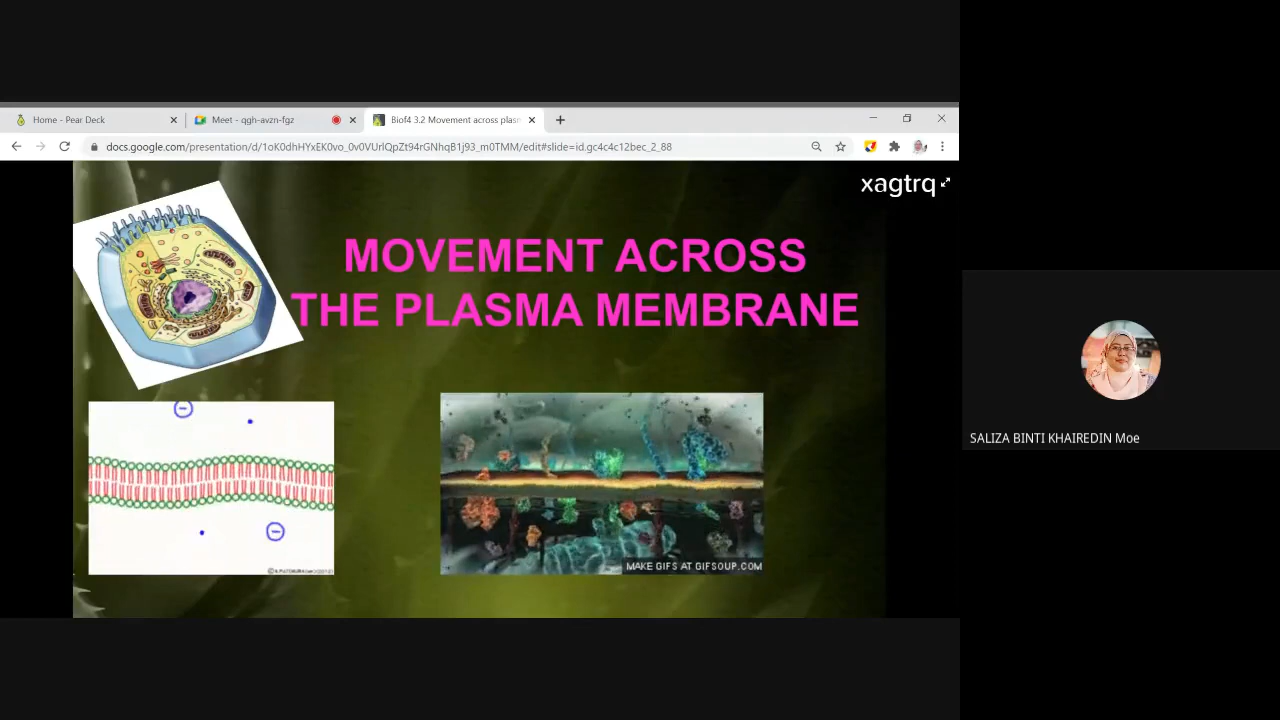 Home - Pear Deck
Meet - qgh-avzn-fgz
Biof4 3.2 Movement across plasm
docs.google.com/presentation/d/1oK0dhHYxEK0vo_0v0VUrlQpZt94rGNhqB1j93_m0TMM/edit#slide=id.gc4c4c12bec_2_88
xagtrq
MOVEMENT ACROSS
THE PLASMA MEMBRANE
MAKE GIFS AT GIFSOUP.COM
SALIZA BINTI KHAIREDIN Moe